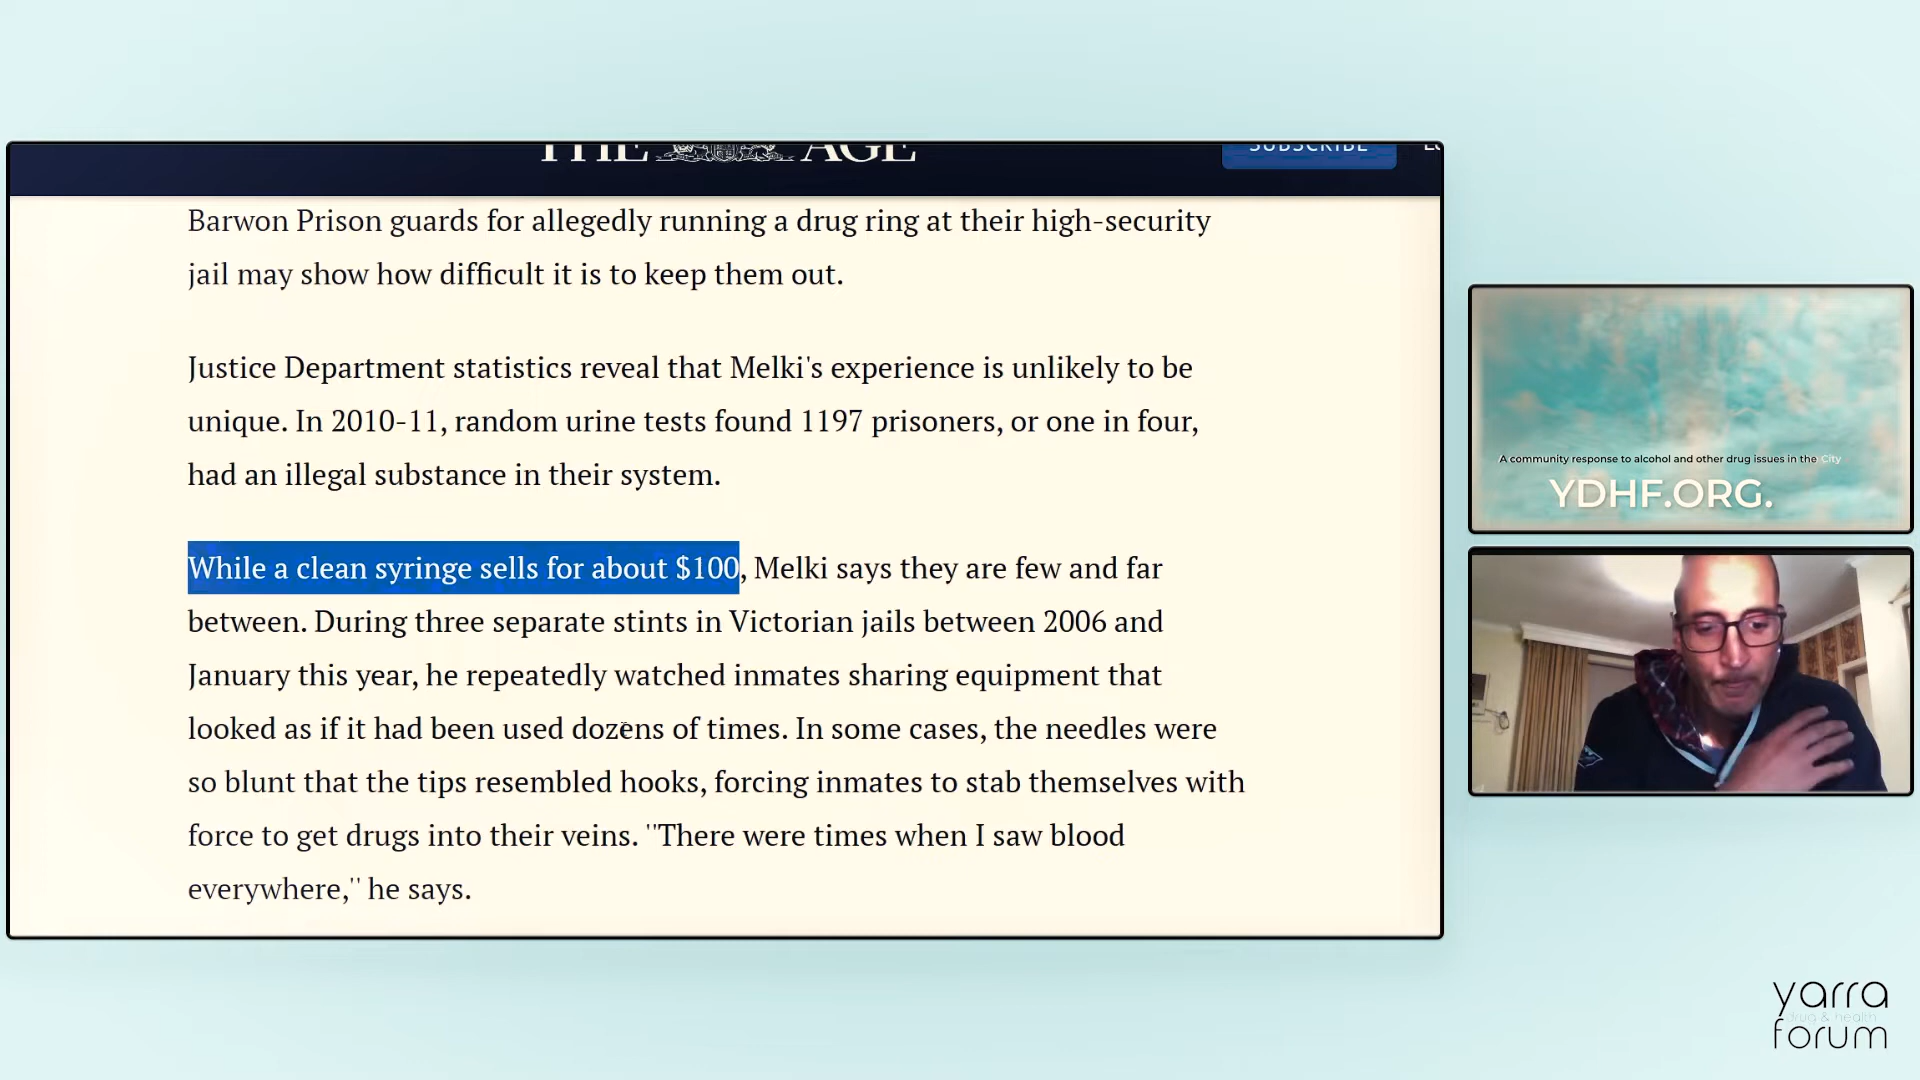 THE AGE
SUBSCRIBE
Barwon Prison guards for allegedly running a drug ring at their high-security
jail may show how difficult it is to keep them out.
Justice Department statistics reveal that Melki's experience is unlikely to be
unique. In 2010-11, random urine tests found 1197 prisoners, or one in four,
had an illegal substance in their system.
While a clean syringe sells for about $100, Melki says they are few and far
between. During three separate stints in Victorian jails between 2006 and
January this year, he repeatedly watched inmates sharing equipment that
looked as if it had been used dozens of times. In some cases, the needles were
so blunt that the tips resembled hooks, forcing inmates to stab themselves with
force to get drugs into their veins. ''There were times when I saw blood
everywhere,'' he says.
A community response to alcohol and other drug issues in the City
YDHF.ORG.
yarra
drug & health
forum